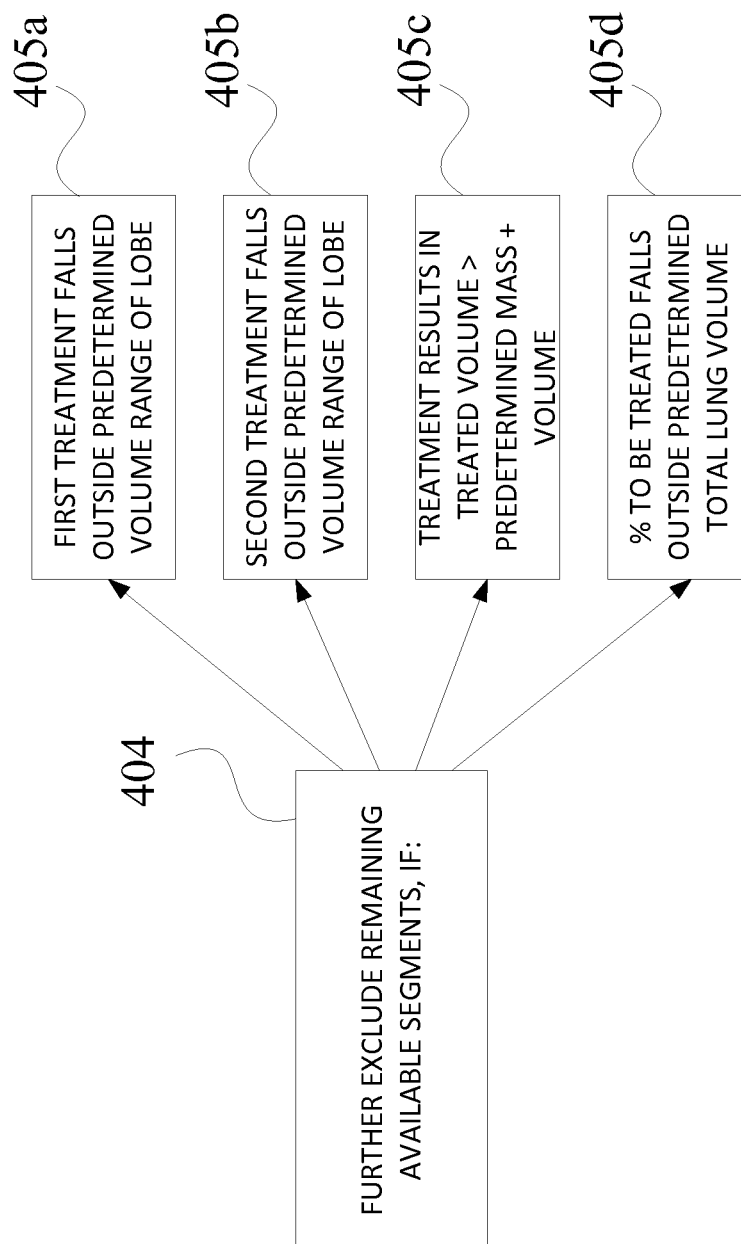 404
FURTHER EXCLUDE REMAINING
AVAILABLE SEGMENTS, IF:
405a
FIRST TREATMENT FALLS
OUTSIDE PREDETERMINED
VOLUME RANGE OF LOBE
405b
SECOND TREATMENT FALLS
OUTSIDE PREDETERMINED
VOLUME RANGE OF LOBE
405c
TREATMENT RESULTS IN
TREATED VOLUME >
PREDETERMINED MASS +
VOLUME
405d
% TO BE TREATED FALLS
OUTSIDE PREDETERMINED
TOTAL LUNG VOLUME